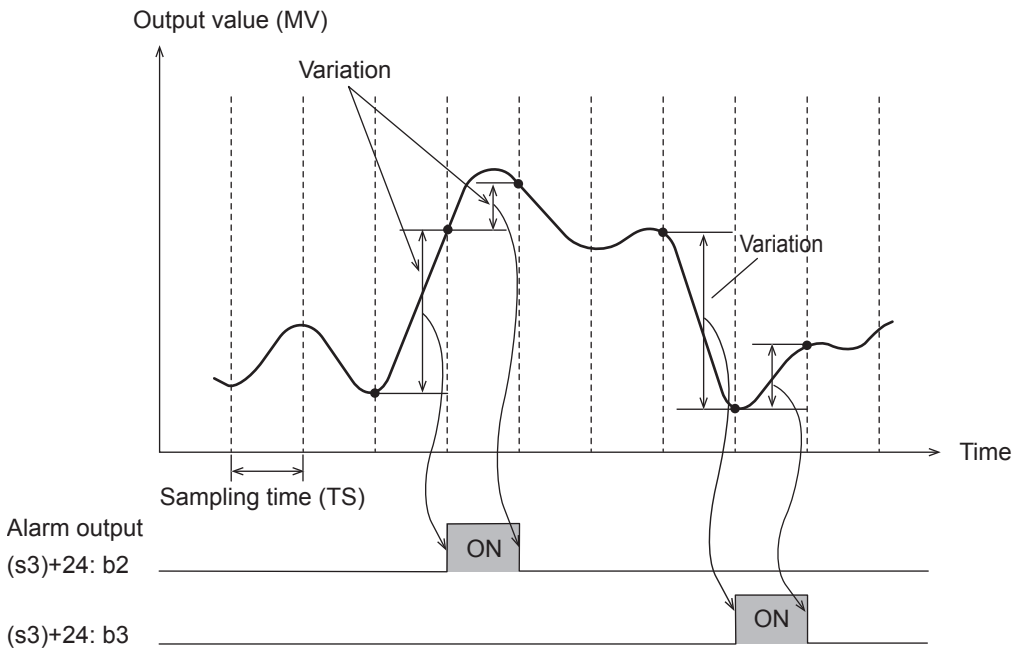 Output value (MV)
Variation
Variation
Time
Sampling time (TS)
Alarm output
(s3)+24: b2
ON
(s3)+24: b3
ON